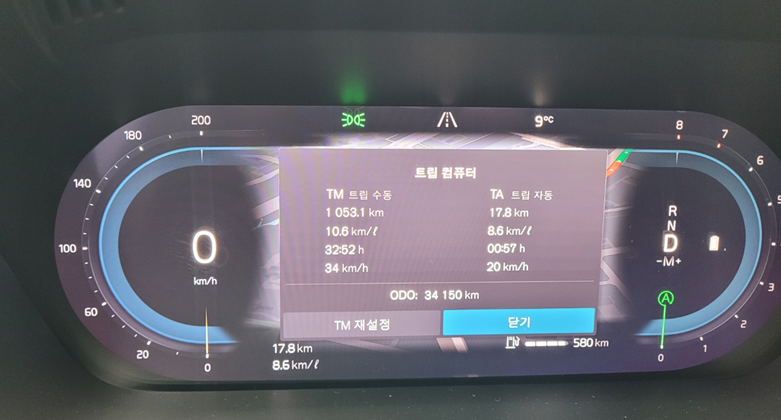 200
9°C
8
180
7
트립 컴퓨터
6
140
TM 트립 수동
TA 트립 자동
1 053.1 km
17.8 km
10.6 km/ℓ
8.6 km/ℓ
32:52 h
00:57 h
34 km/h
20 km/h
R
N
D
-M+
100
0
km/h
ODO: 34 150 km
A
3
60
TM 재설정
닫기
2
20
0
17.8 km
580 km
0
1
8.6 km/ℓ